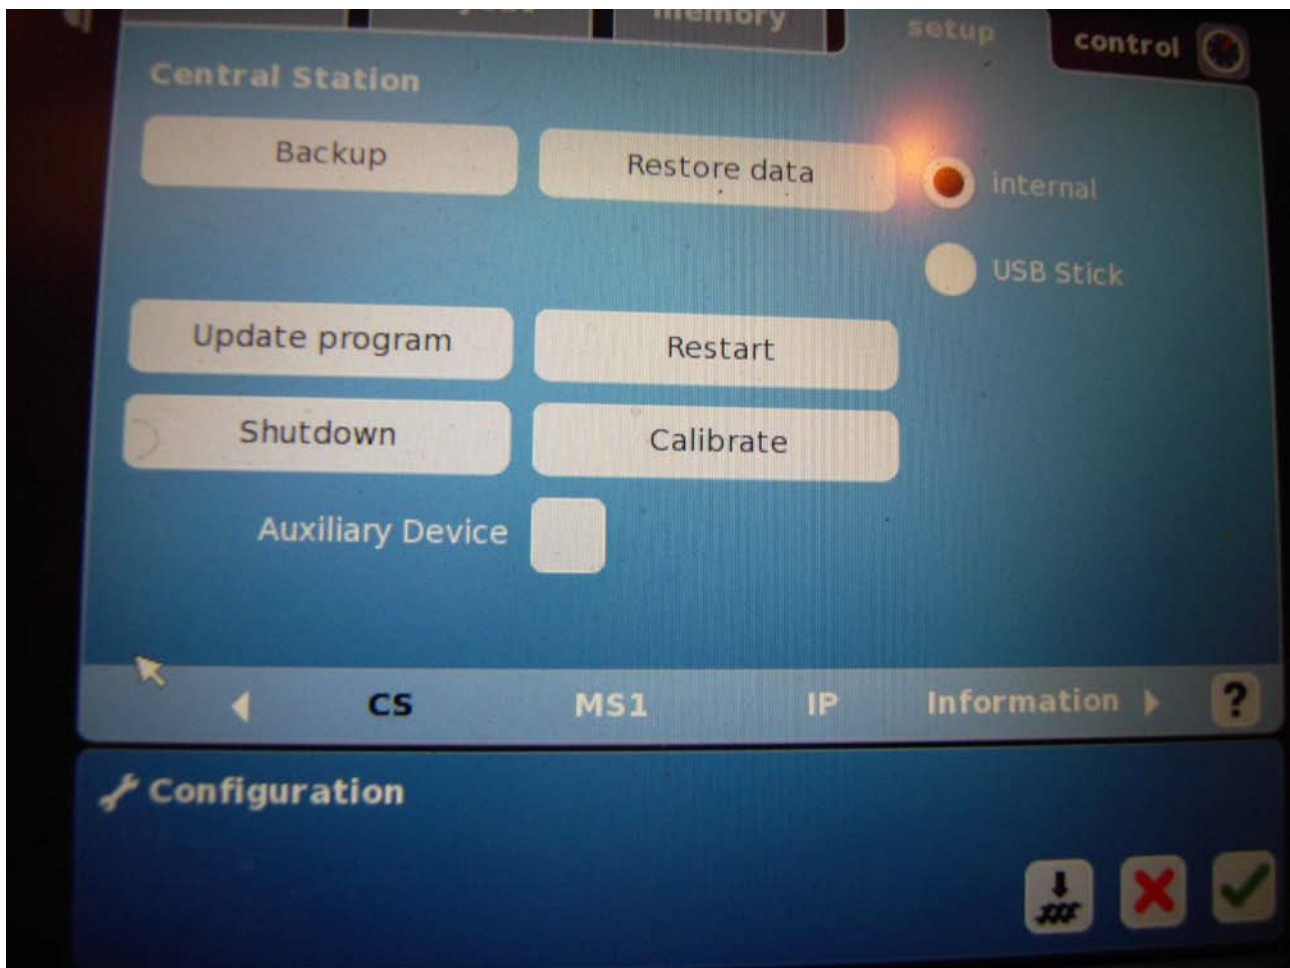 memory
setup
control
Central Station
Backup
Restore data
internal
USB Stick
Update program
Restart
Shutdown
Calibrate
Auxiliary Device
CS MS1 IP Information ?
Configuration